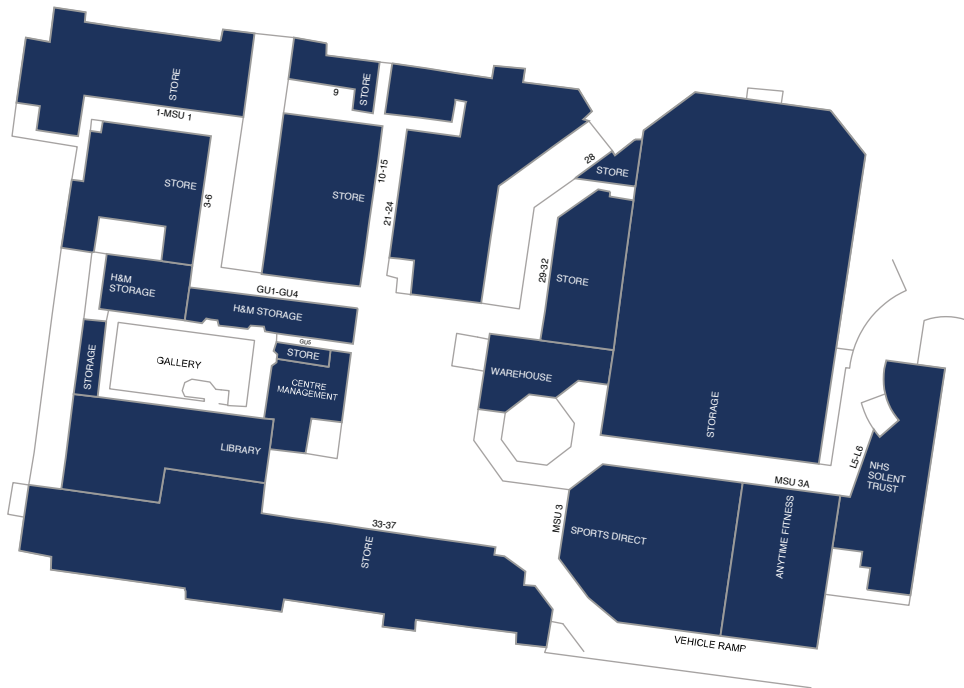 STORE
1-MSU 1
9
STORE
STORE
3-6
STORE
10-15
21-24
28
STORE
29-32
STORE
H&M
STORAGE
GU1-GU4
H&M STORAGE
GU5
STORE
GALLERY
CENTRE
MANAGEMENT
STORAGE
WAREHOUSE
STORAGE
LIBRARY
L5-L6
NHS
SOLENT
TRUST
MSU 3A
MSU 3
SPORTS DIRECT
ANYTIME FITNESS
33-37
STORE
VEHICLE RAMP